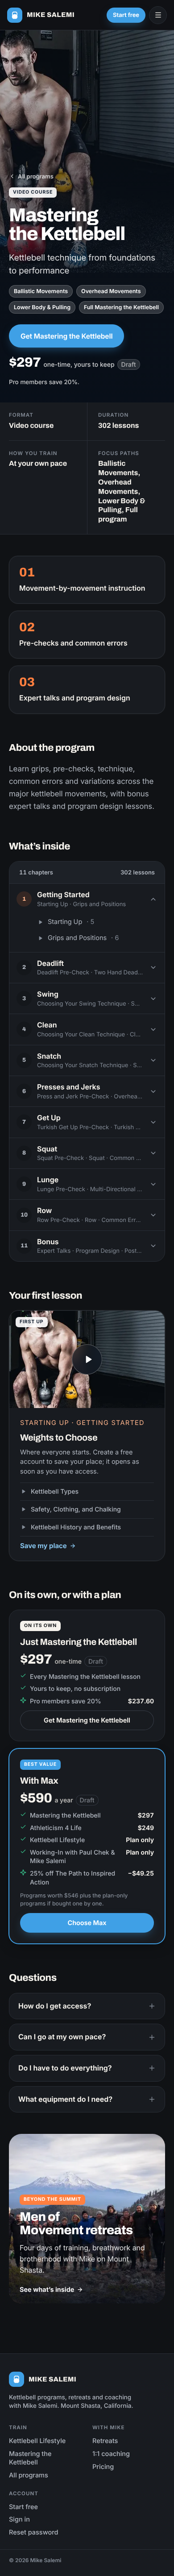 MIKE SALEMI
Start free
All programs
VIDEO COURSE
Mastering
the Kettlebell
Kettlebell technique from foundations
to performance
Ballistic Movements
Overhead Movements
Lower Body & Pulling
Full Mastering the Kettlebell
Get Mastering the Kettlebell
$297 one-time, yours to keep Draft
Pro members save 20%.
FORMAT
Video course
DURATION
302 lessons
HOW YOU TRAIN
At your own pace
FOCUS PATHS
Ballistic
Movements,
Overhead
Movements,
Lower Body &
Pulling, Full
program
01
Movement-by-movement instruction
02
Pre-checks and common errors
03
Expert talks and program design
About the program
Learn grips, pre-checks, technique,
common errors and variations across the
major kettlebell movements, with bonus
expert talks and program design lessons.
What's inside
11 chapters
302 lessons
1
Getting Started
Starting Up · Grips and Positions
Starting Up · 5
Grips and Positions · 6
2
Deadlift
Deadlift Pre-Check · Two Hand Dead...
3
Swing
Choosing Your Swing Technique · S...
4
Clean
Choosing Your Clean Technique · Cl...
5
Snatch
Choosing Your Snatch Technique · S...
6
Presses and Jerks
Press and Jerk Pre-Check · Overhea...
7
Get Up
Turkish Get Up Pre-Check · Turkish ...
8
Squat
Squat Pre-Check · Squat · Common ...
9
Lunge
Lunge Pre-Check · Multi-Directional ...
10
Row
Row Pre-Check · Row · Common Err...
11
Bonus
Expert Talks · Program Design · Post...
Your first lesson
FIRST UP
STARTING UP · GETTING STARTED
Weights to Choose
Where everyone starts. Create a free
account to save your place; it opens as
soon as you have access.
Kettlebell Types
Safety, Clothing, and Chalking
Kettlebell History and Benefits
Save my place →
On its own, or with a plan
ON ITS OWN
Just Mastering the Kettlebell
$297 one-time Draft
Every Mastering the Kettlebell lesson
Yours to keep, no subscription
Pro members save 20% $237.60
Get Mastering the Kettlebell
BEST VALUE
With Max
$590 a year Draft
Mastering the Kettlebell $297
Athleticism 4 Life $249
Kettlebell Lifestyle Plan only
Working-In with Paul Chek & Plan only
Mike Salemi
25% off The Path to Inspired −$49.25
Action
Programs worth $546 plus the plan-only
programs if bought one by one.
Choose Max
Questions
How do I get access?
Can I go at my own pace?
Do I have to do everything?
What equipment do I need?
BEYOND THE SUMMIT
Men of
Movement retreats
Four days of training, breathwork and
brotherhood with Mike on Mount
Shasta.
See what's inside →
MIKE SALEMI
Kettlebell programs, retreats and coaching
with Mike Salemi. Mount Shasta, California.
TRAIN
Kettlebell Lifestyle
Mastering the
Kettlebell
All programs
WITH MIKE
Retreats
1:1 coaching
Pricing
ACCOUNT
Start free
Sign in
Reset password
© 2026 Mike Salemi